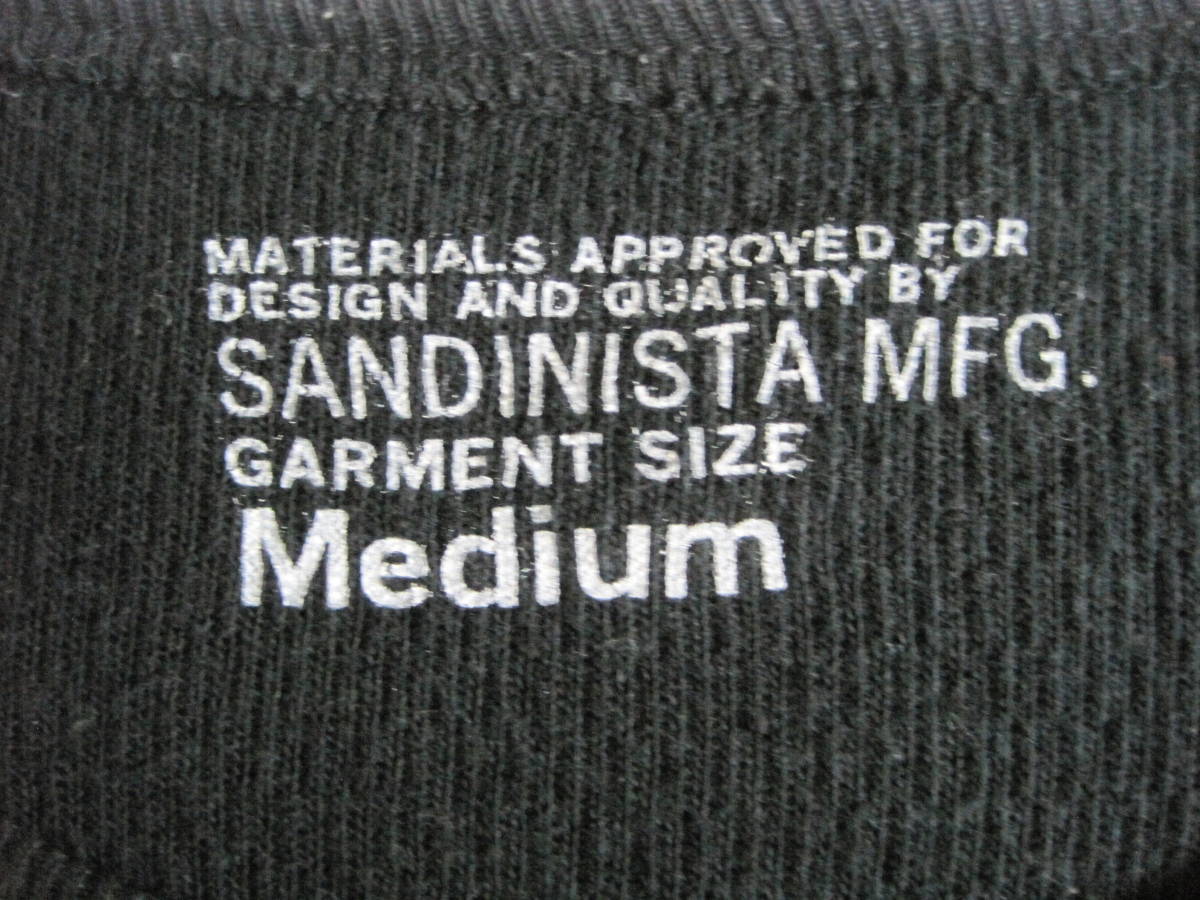 MATERIALS APPROVED FOR
DESIGN AND QUALITY BY
SANDINISTA MFG.
GARMENT SIZE
Medium